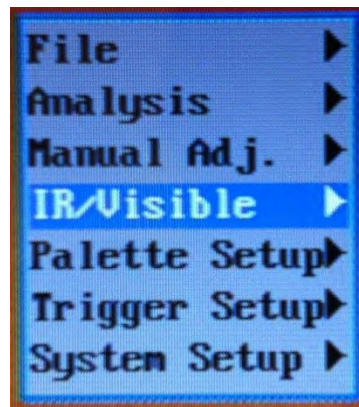 File
Analysis
Manual Adj.
IR/Visible
Palette Setup
Trigger Setup
System Setup